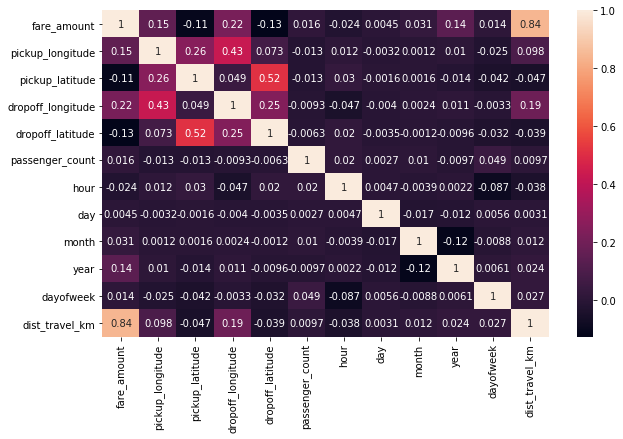 fare_amount 1 0.15 -0.11 0.22 -0.13 0.016 -0.024 0.0045 0.031 0.14 0.014 0.84
pickup_longitude 0.15 1 0.26 0.43 0.073 -0.013 0.012 -0.0032 0.0012 0.01 -0.025 0.098
pickup_latitude -0.11 0.26 1 0.049 0.52 -0.013 0.03 -0.0016 0.0016 -0.014 -0.042 -0.047
dropoff_longitude 0.22 0.43 0.049 1 0.25 -0.0093 -0.047 -0.004 0.0024 0.011 -0.0033 0.19
dropoff_latitude -0.13 0.073 0.52 0.25 1 -0.0063 0.02 -0.0035 -0.0012 -0.0096 -0.032 -0.039
passenger_count 0.016 -0.013 -0.013 -0.0093 -0.0063 1 0.02 0.0027 0.01 -0.0097 0.049 0.0097
hour -0.024 0.012 0.03 -0.047 0.02 0.02 1 0.0047 -0.0039 0.0022 -0.087 -0.038
day 0.0045 -0.0032 -0.0016 -0.004 -0.0035 0.0027 0.0047 1 -0.017 -0.012 0.0056 0.0031
month 0.031 0.0012 0.0016 0.0024 -0.0012 0.01 -0.0039 -0.017 1 -0.12 -0.0088 0.012
year 0.14 0.01 -0.014 0.011 -0.0096 -0.0097 0.0022 -0.012 -0.12 1 0.0061 0.024
dayofweek 0.014 -0.025 -0.042 -0.0033 -0.032 0.049 -0.087 0.0056 -0.0088 0.0061 1 0.027
dist_travel_km 0.84 0.098 -0.047 0.19 -0.039 0.0097 -0.038 0.0031 0.012 0.024 0.027 1
fare_amount
pickup_longitude
pickup_latitude
dropoff_longitude
dropoff_latitude
passenger_count
hour
day
month
year
dayofweek
dist_travel_km
1.0
0.8
0.6
0.4
0.2
0.0